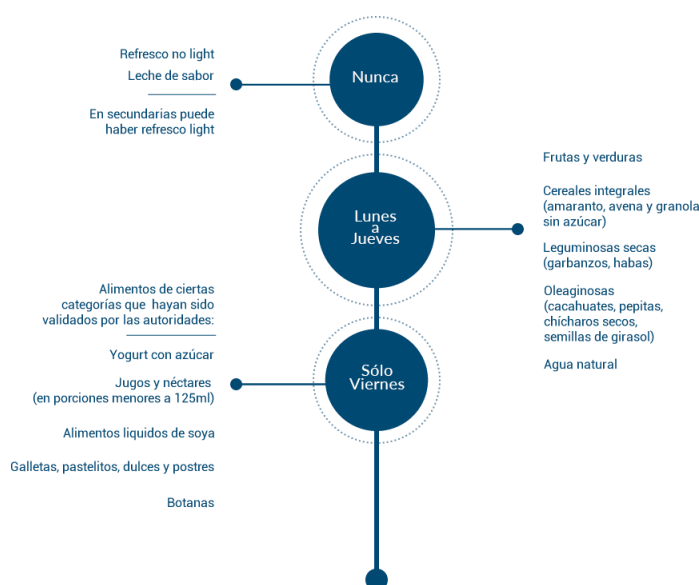 Refresco no light
Leche de sabor
En secundarias puede
haber refresco light
Nunca
Lunes
a
Jueves
Frutas y verduras
Cereales integrales
(amaranto, avena y granola
sin azúcar)
Leguminosas secas
(garbanzos, habas)
Oleaginosas
(cacahuates, pepitas,
chícharos secos,
semillas de girasol)
Agua natural
Alimentos de ciertas
categorías que hayan sido
validados por las autoridades:
Yogurt con azúcar
Jugos y néctares
(en porciones menores a 125ml)
Alimentos liquidos de soya
Galletas, pastelitos, dulces y postres
Botanas
Sólo
Viernes